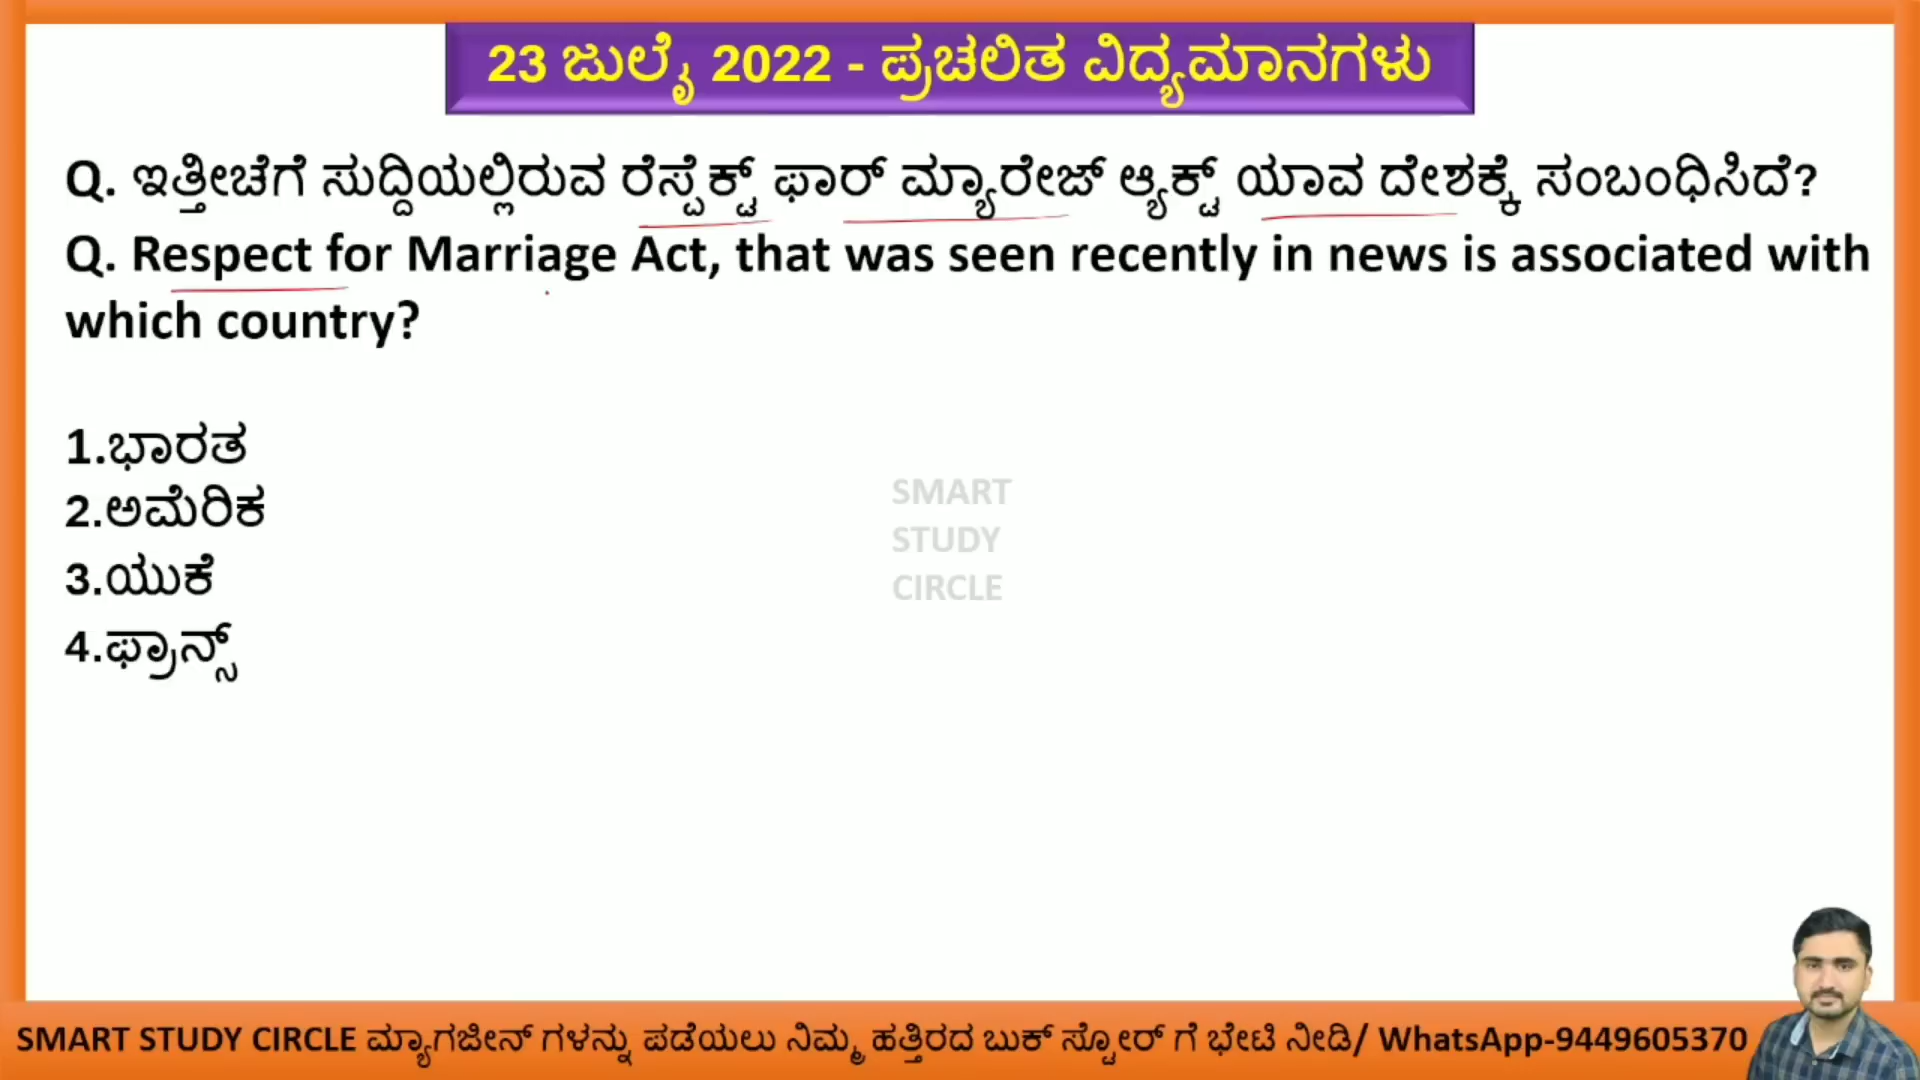 23 ಜುಲೈ 2022 - ಪ್ರಚಲಿತ ವಿದ್ಯಮಾನಗಳು
Q. ಇತ್ತೀಚೆಗೆ ಸುದ್ದಿಯಲ್ಲಿರುವ ರೆಸ್ಪೆಕ್ಟ್ ಫಾರ್ ಮ್ಯಾರೇಜ್ ಆ್ಯಕ್ಟ್ ಯಾವ ದೇಶಕ್ಕೆ ಸಂಬಂಧಿಸಿದೆ?
Q. Respect for Marriage Act, that was seen recently in news is associated with
which country?
1.ಭಾರತ
2.ಅಮೆರಿಕ
3.ಯುಕೆ
4.ಫ್ರಾನ್ಸ್
SMART
STUDY
CIRCLE
SMART STUDY CIRCLE ಮ್ಯಾಗಜೀನ್ ಗಳನ್ನು ಪಡೆಯಲು ನಿಮ್ಮ ಹತ್ತಿರದ ಬುಕ್ ಸ್ಟೋರ್ ಗೆ ಭೇಟಿ ನೀಡಿ/ WhatsApp-9449605370